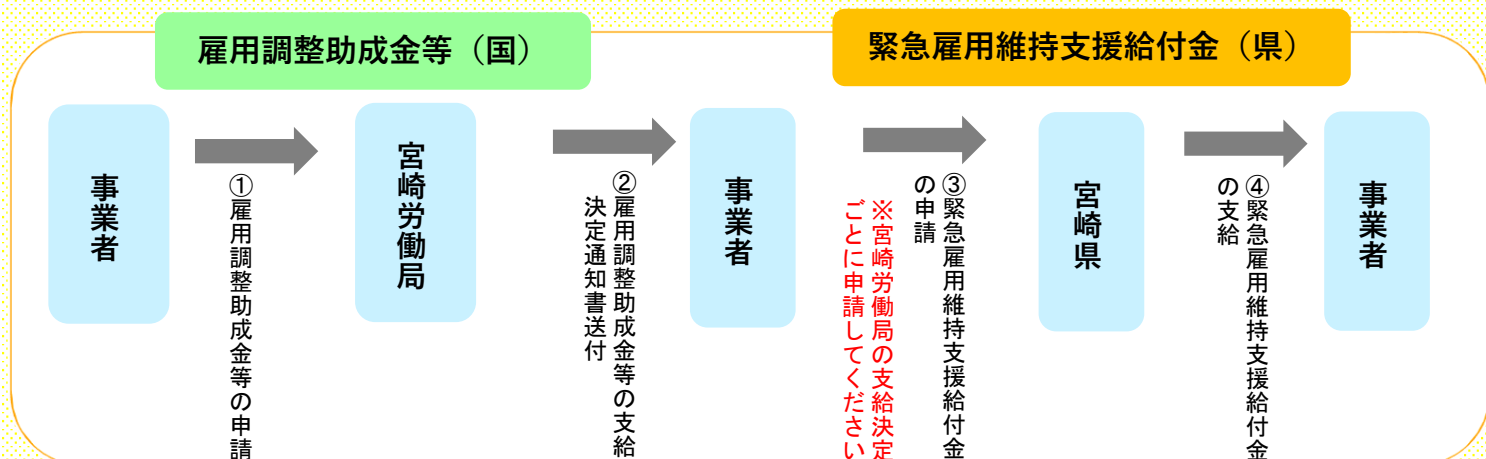 雇用調整助成金等（国）
緊急雇用維持支援給付金（県）
事業者
①雇用調整助成金等の申請
宮崎労働局
②雇用調整助成金等の支給
決定通知書送付
事業者
③緊急雇用維持支援給付金
の申請
※宮崎労働局の支給決定
ごとに申請してください
宮崎県
④緊急雇用維持支援給付金
の支給
事業者